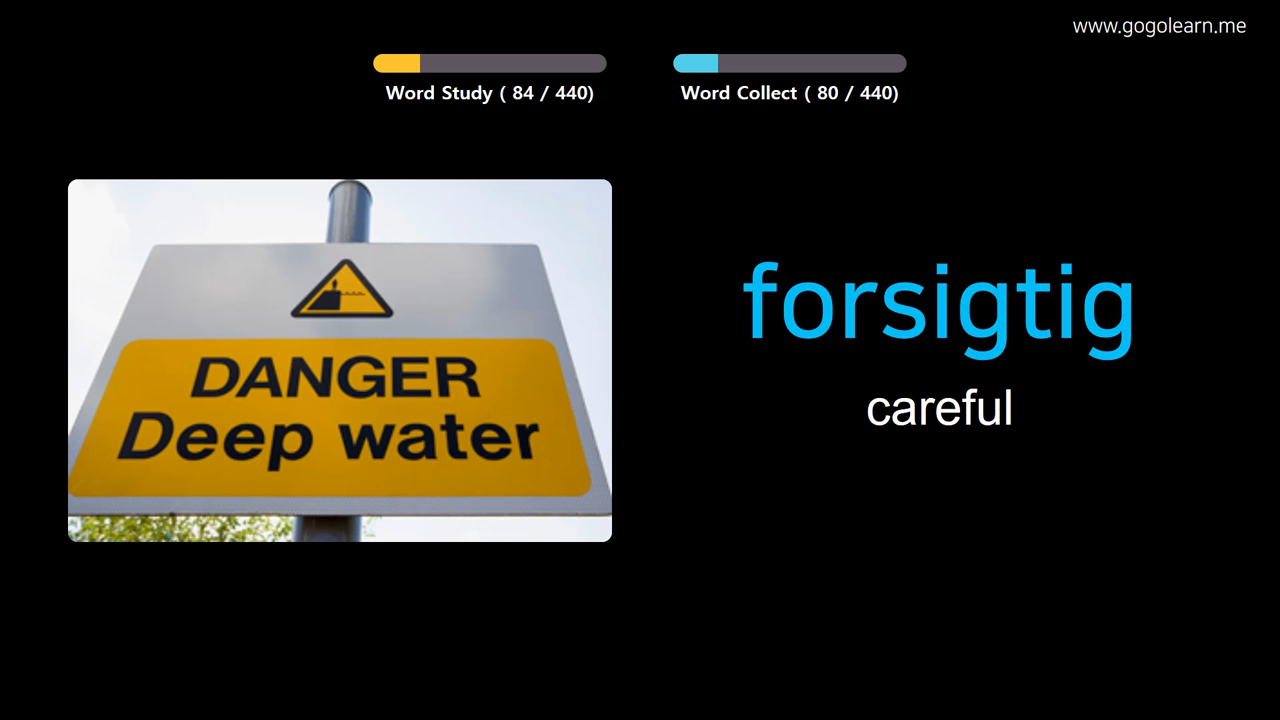 www.gogolearn.me
Word Study ( 84 / 440)
Word Collect ( 80 / 440)
DANGER
Deep water
forsigtig
careful